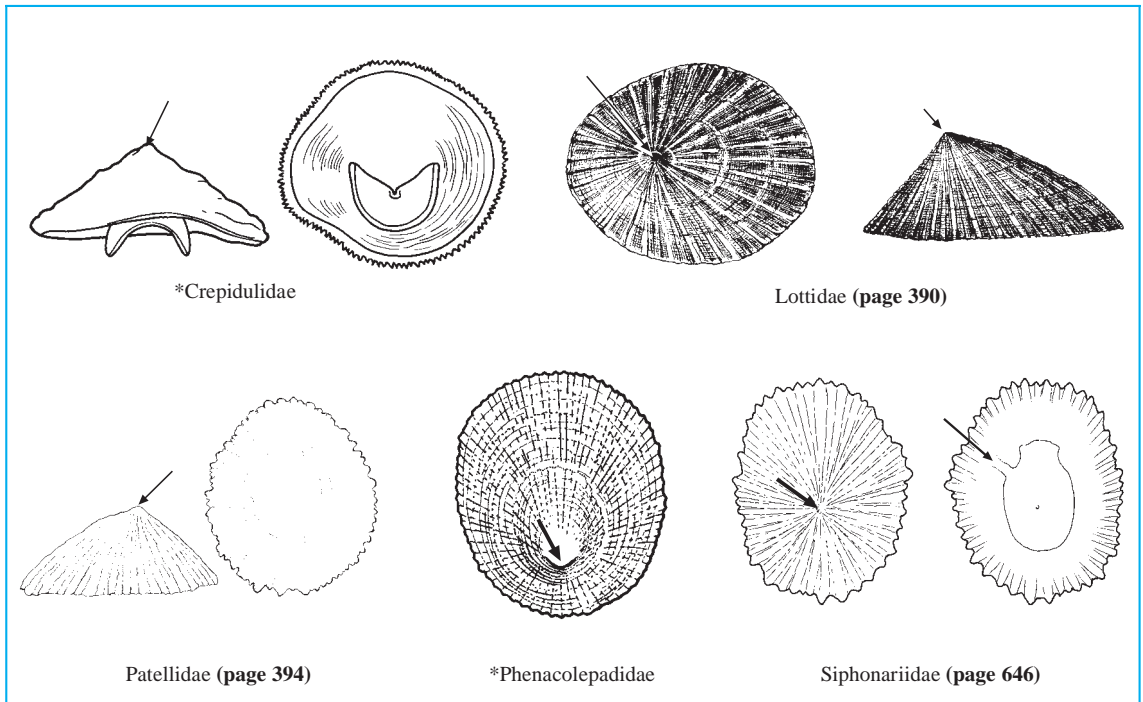 *Crepidulidae
Lottidae (page 390)
Patellidae (page 394)
*Phenacolepadidae
Siphonariidae (page 646)